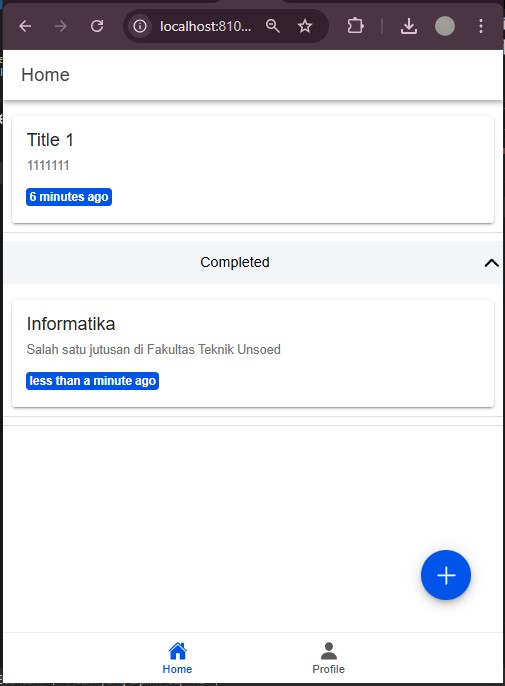 localhost:810...
Home
Title 1
1111111
6 minutes ago
Completed
Informatika
Salah satu jutusan di Fakultas Teknik Unsoed
less than a minute ago
Home
Profile